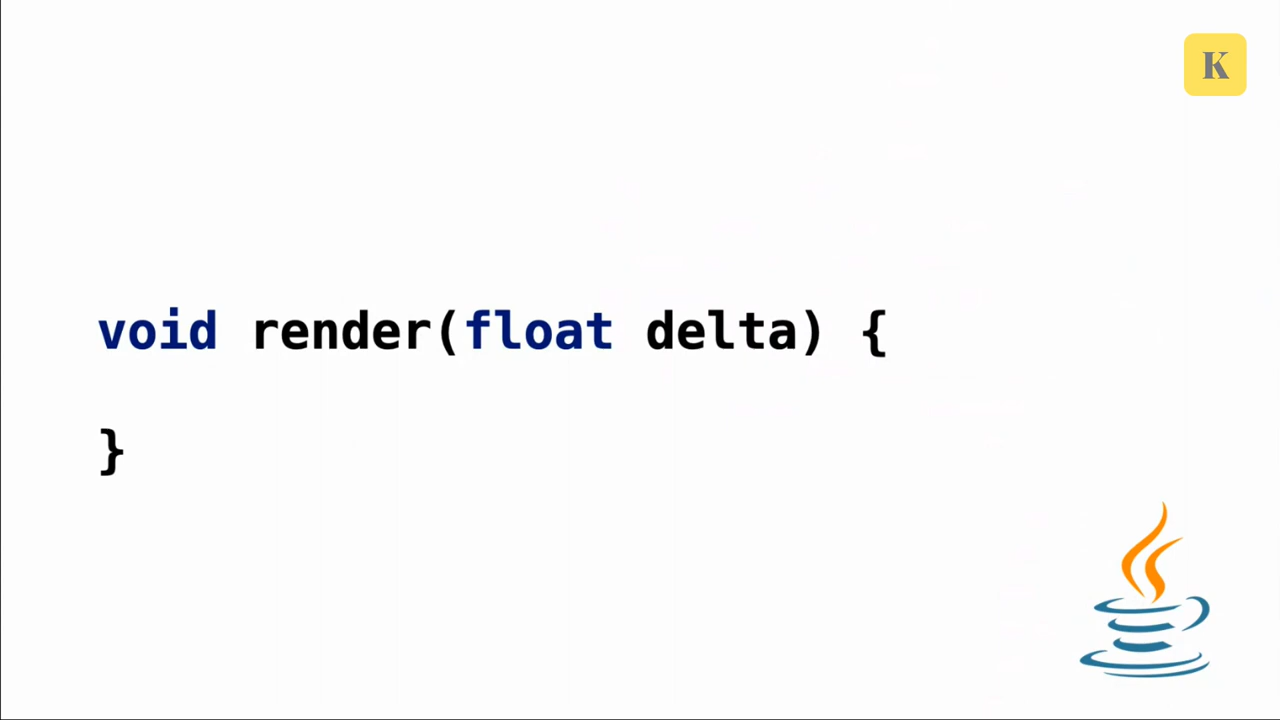 K
void render(float delta) {
}